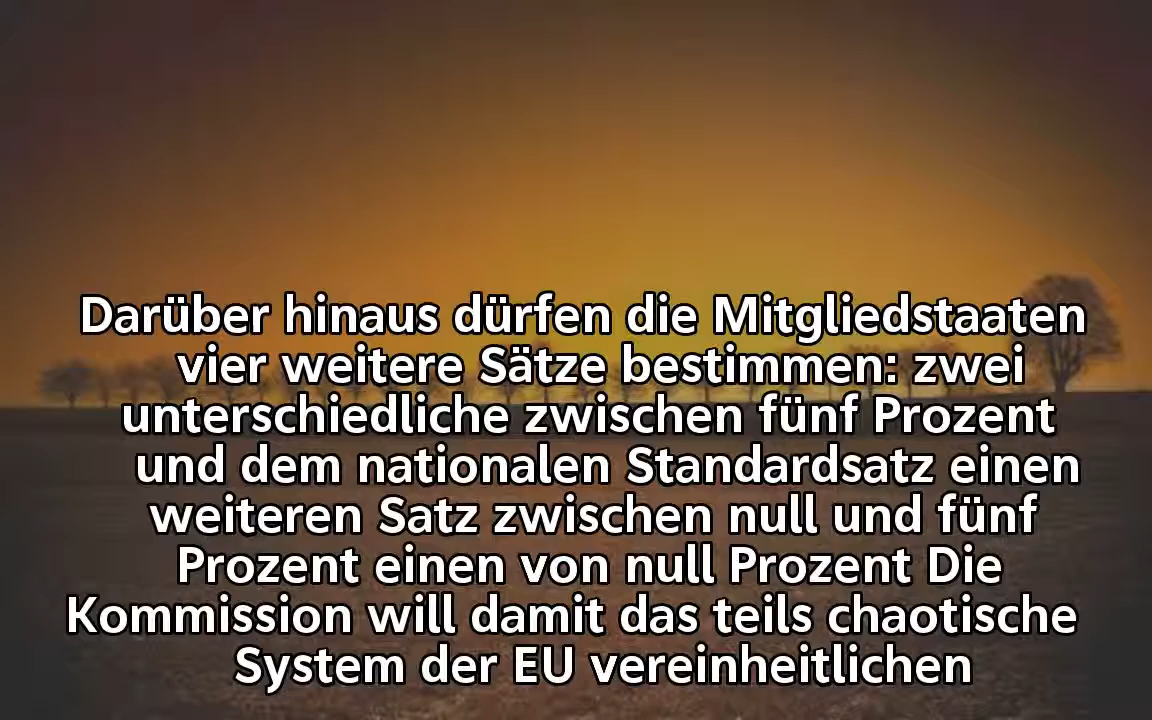 Darüber hinaus dürfen die Mitgliedstaaten
vier weitere Sätze bestimmen: zwei
unterschiedliche zwischen fünf Prozent
und dem nationalen Standardsatz einen
weiteren Satz zwischen null und fünf
Prozent einen von null Prozent Die
Kommission will damit das teils chaotische
System der EU vereinheitlichen